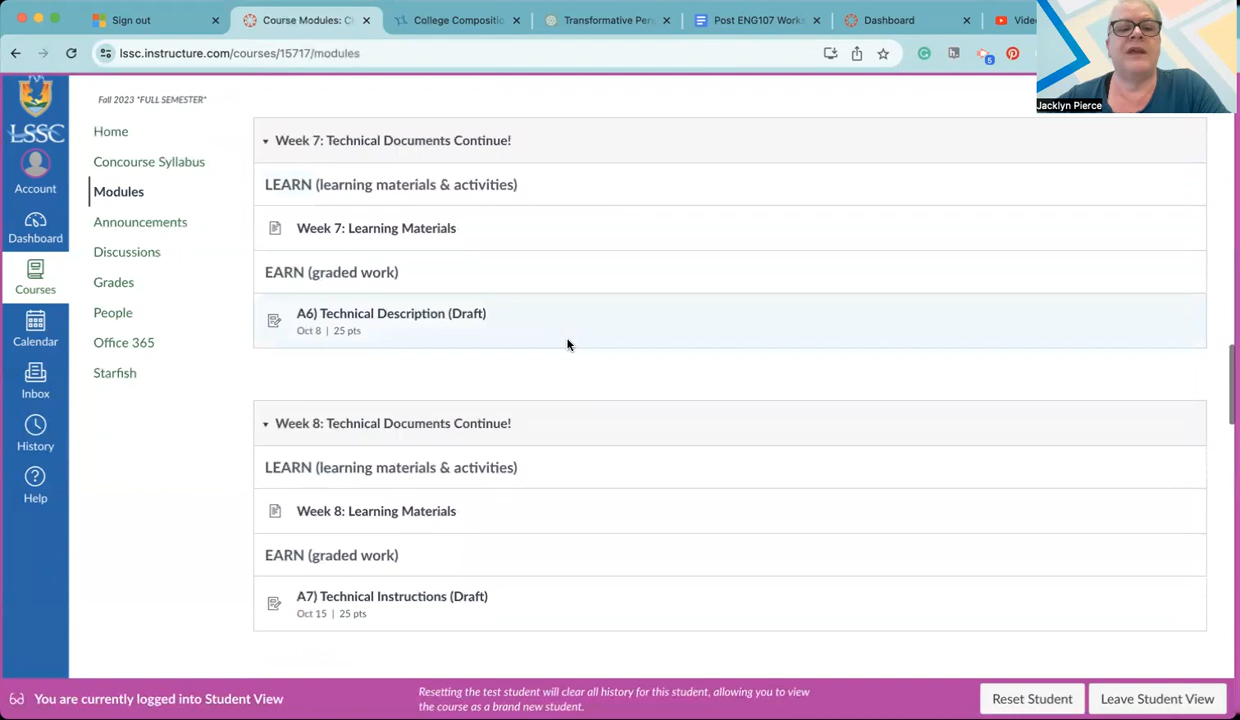 Sign out
Course Modules: C
College Compositio
Transformative Per
Post ENG107 Works
Dashboard
Vide
lssc.instructure.com/courses/15717/modules
5
Jacklyn Pierce
LSSC
Account
Dashboard
Courses
Calendar
Inbox
History
Help
Fall 2023 *FULL SEMESTER*
Home
Concourse Syllabus
Modules
Announcements
Discussions
Grades
People
Office 365
Starfish
Week 7: Technical Documents Continue!
LEARN (learning materials & activities)
Week 7: Learning Materials
EARN (graded work)
A6) Technical Description (Draft)
Oct 8 | 25 pts
Week 8: Technical Documents Continue!
LEARN (learning materials & activities)
Week 8: Learning Materials
EARN (graded work)
A7) Technical Instructions (Draft)
Oct 15 | 25 pts
You are currently logged into Student View
Resetting the test student will clear all history for this student, allowing you to view
the course as a brand new student.
Reset Student
Leave Student View